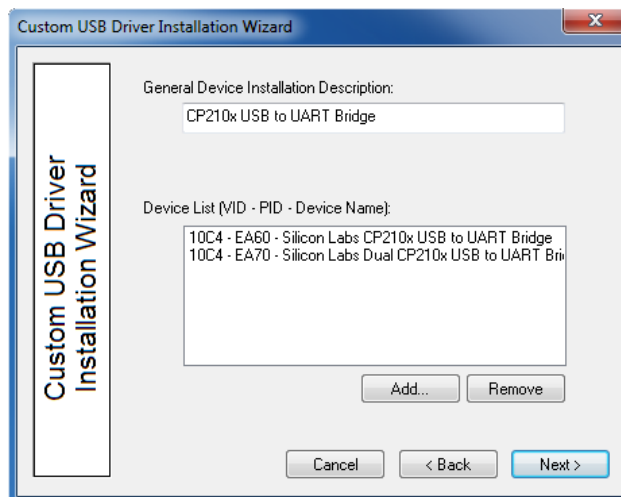 Custom USB Driver Installation Wizard
Custom USB Driver
Installation Wizard
General Device Installation Description:
CP210x USB to UART Bridge
Device List (VID - PID - Device Name):
10C4 - EA60 - Silicon Labs CP210x USB to UART Bridge
10C4 - EA70 - Silicon Labs Dual CP210x USB to UART Bri
Add...
Remove
Cancel
< Back
Next >